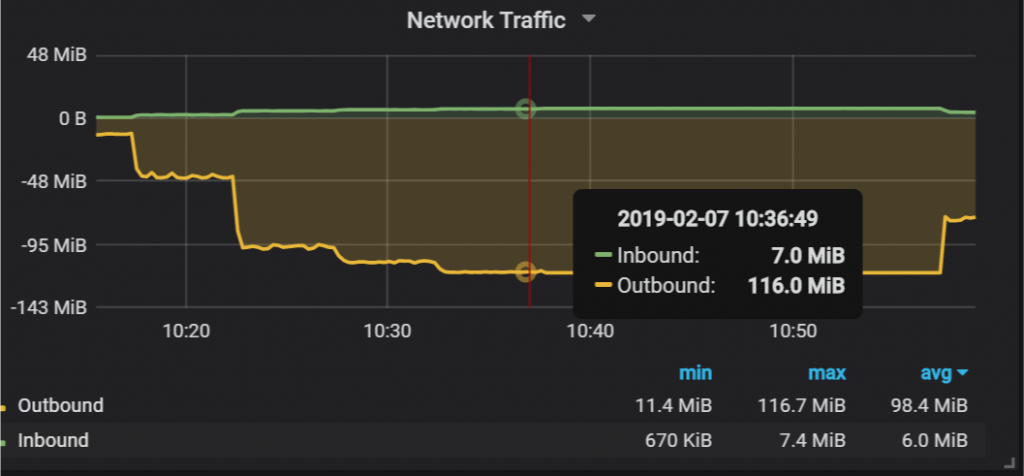 Network Traffic
48 MiB
0 B
-48 MiB
-95 MiB
-143 MiB
10:20 10:30 10:40 10:50
2019-02-07 10:36:49
Inbound: 7.0 MiB
Outbound: 116.0 MiB
min max avg
Outbound 11.4 MiB 116.7 MiB 98.4 MiB
Inbound 670 KiB 7.4 MiB 6.0 MiB